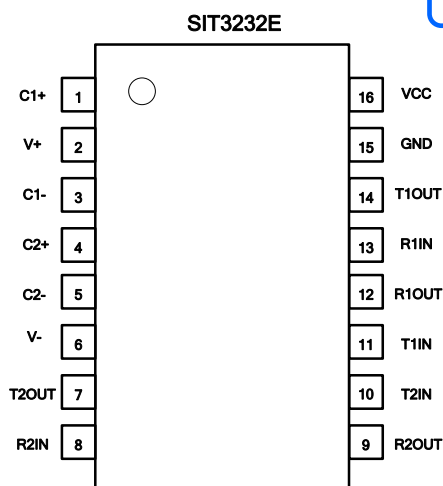 SIT3232E
C1+ 1 16 VCC
V+ 2 15 GND
C1- 3 14 T1OUT
C2+ 4 13 R1IN
C2- 5 12 R1OUT
V- 6 11 T1IN
T2OUT 7 10 T2IN
R2IN 8 9 R2OUT